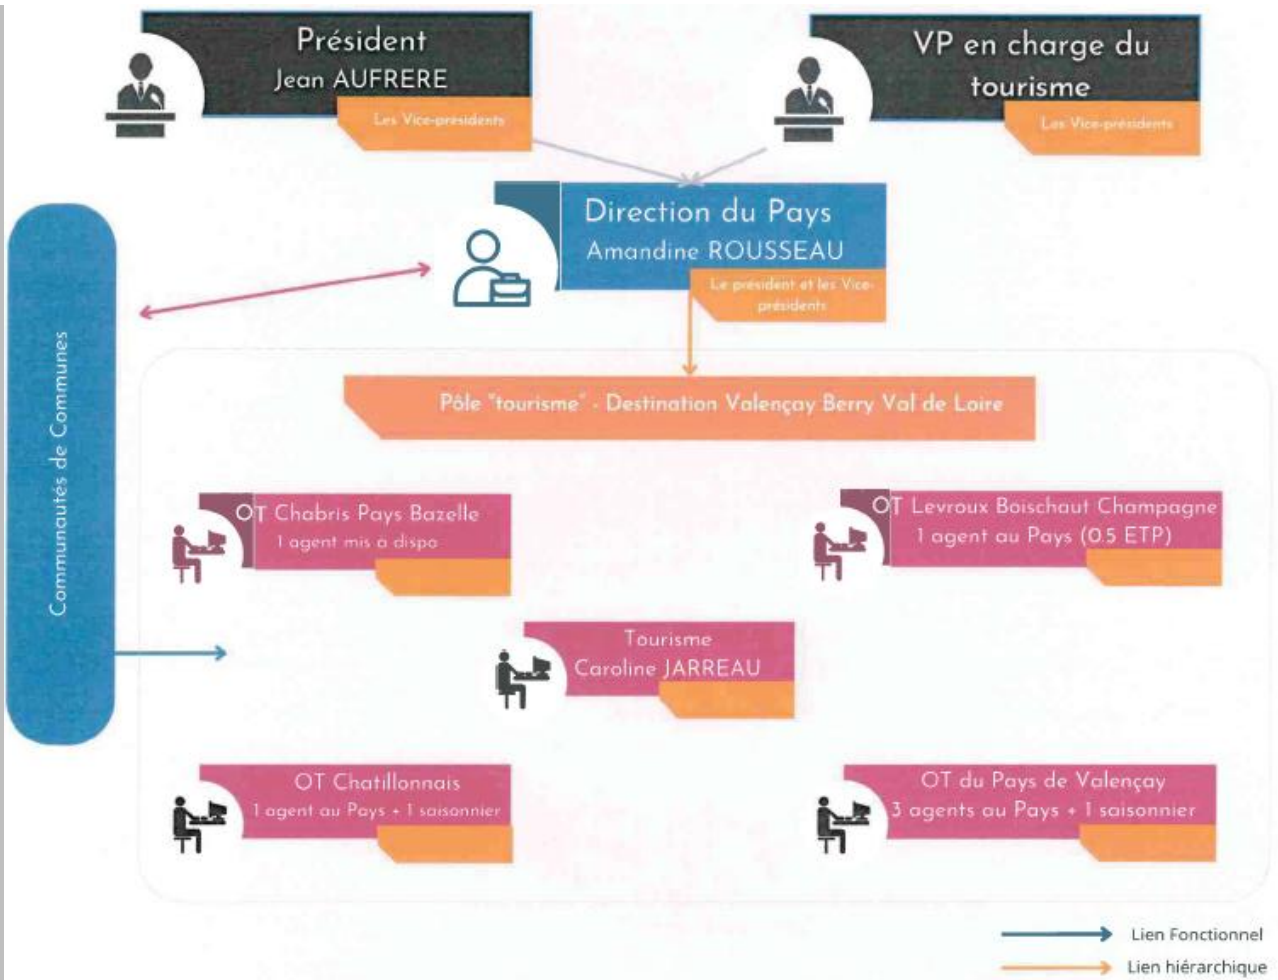 Président
Jean AUFRERE
Les Vice-présidents
VP en charge du
tourisme
Les Vice-présidents
Direction du Pays
Amandine ROUSSEAU
Le président et les Vice-
présidents
Communautés de Communes
Pôle "tourisme" - Destination Valençay Berry Val de Loire
OT Chabris Pays Bazelle
1 agent mis à dispo
OT Levroux Boischaut Champagne
1 agent au Pays (0.5 ETP)
Tourisme
Caroline JARREAU
OT Chatillonnais
1 agent au Pays + 1 saisonnier
OT du Pays de Valençay
3 agents au Pays + 1 saisonnier
Lien Fonctionnel
Lien hiérarchique